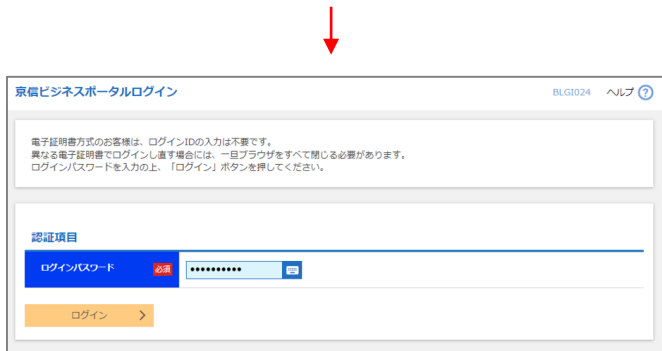 京信ビジネスポータルログイン
BLGI024 ヘルプ ?
電子証明書方式のお客様は、ログインIDの入力は不要です。
異なる電子証明書でログインし直す場合には、一旦ブラウザをすべて閉じる必要があります。
ログインパスワードを入力の上、「ログイン」ボタンを押してください。
認証項目
ログインパスワード 必須 ••••••••••
ログイン